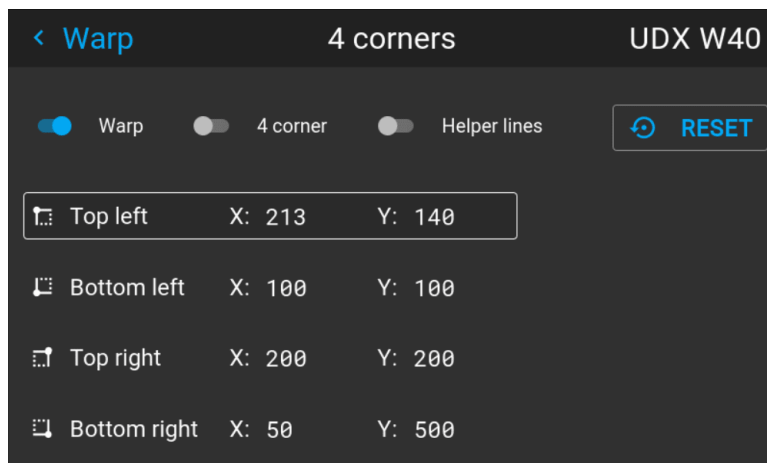 Warp 4 corners UDX W40
Warp 4 corner Helper lines RESET
Top left X: 213 Y: 140
Bottom left X: 100 Y: 100
Top right X: 200 Y: 200
Bottom right X: 50 Y: 500